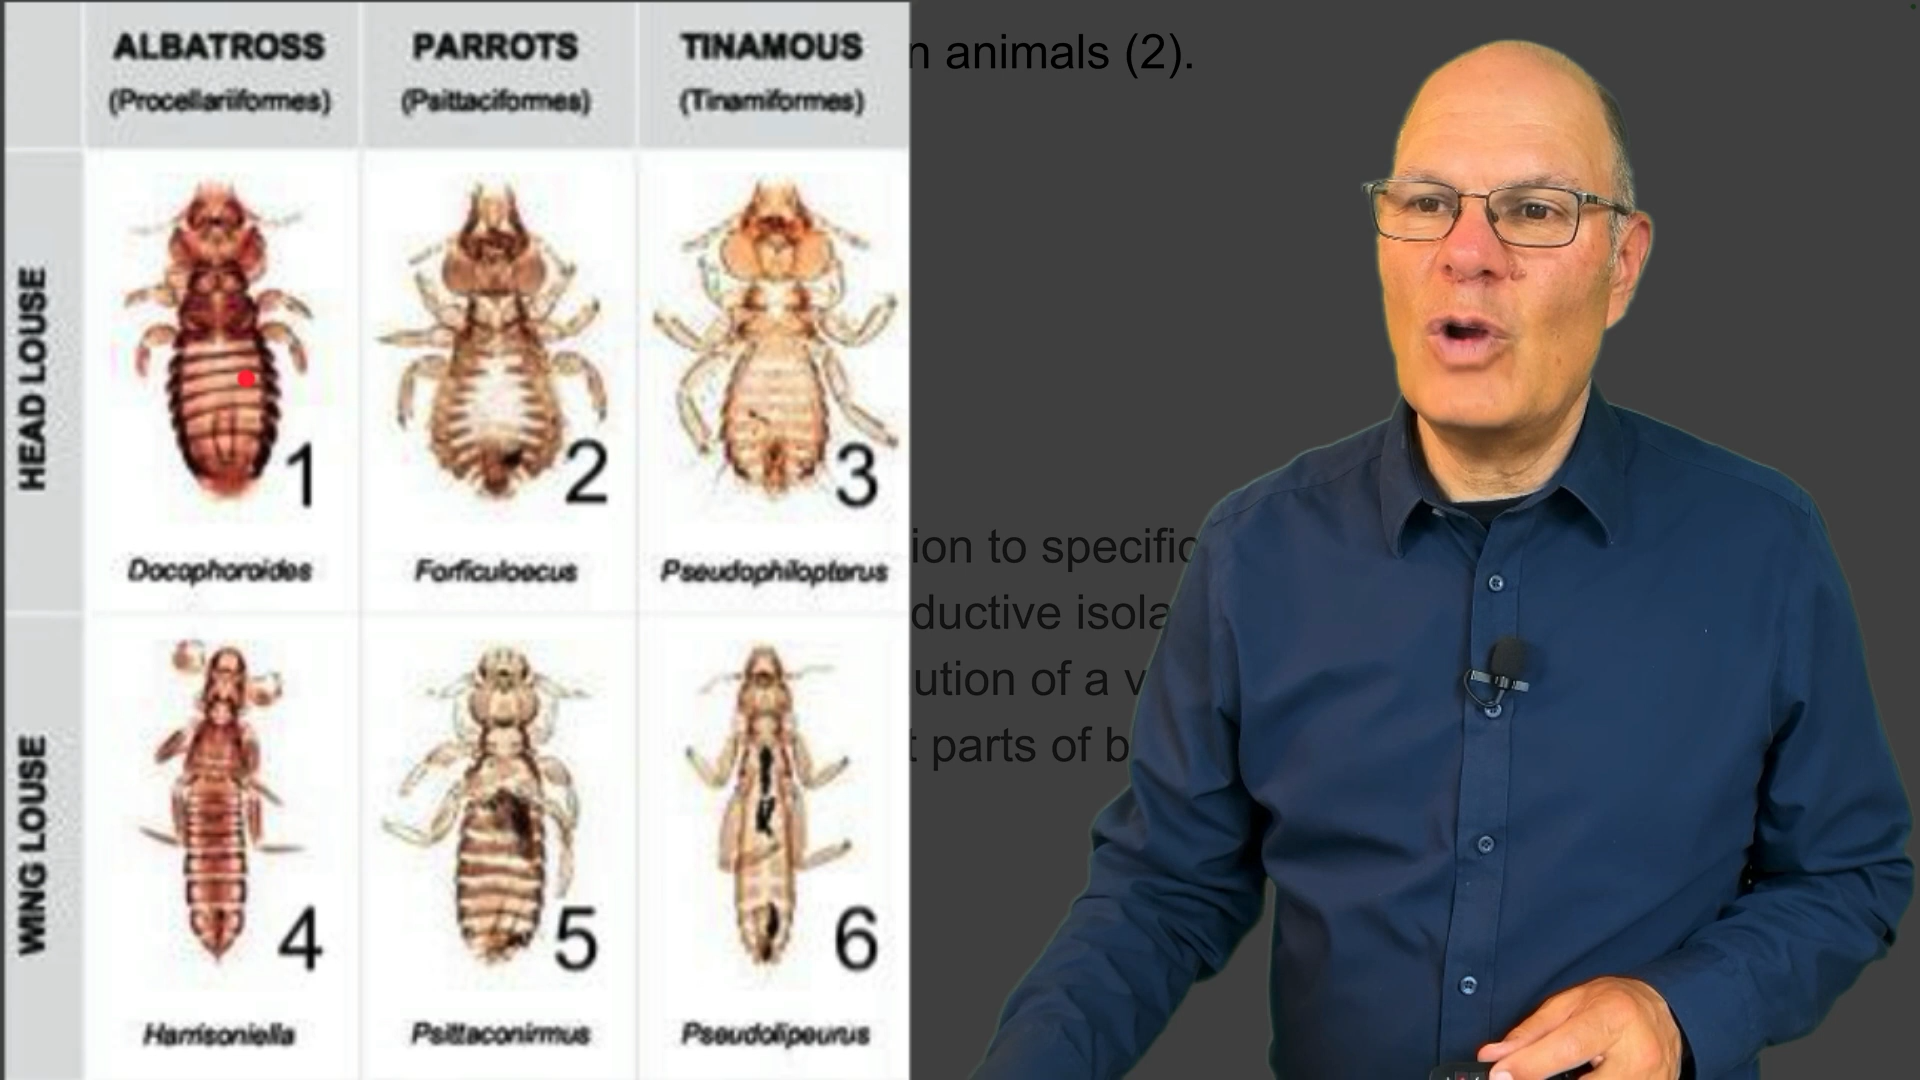 ALBATROSS PARROTS TINAMOUS
(Procellariiformes) (Psittaciformes) (Tinamiformes)
HEAD LOUSE
1 2 3
Docophoroides Forficuloecus Pseudophilopterus
WING LOUSE
4 5 6
Harrisoniella Psittaconirmus Pseudolipeurus
n animals (2).
ion to specific
ductive isola
ution of a v
t parts of b